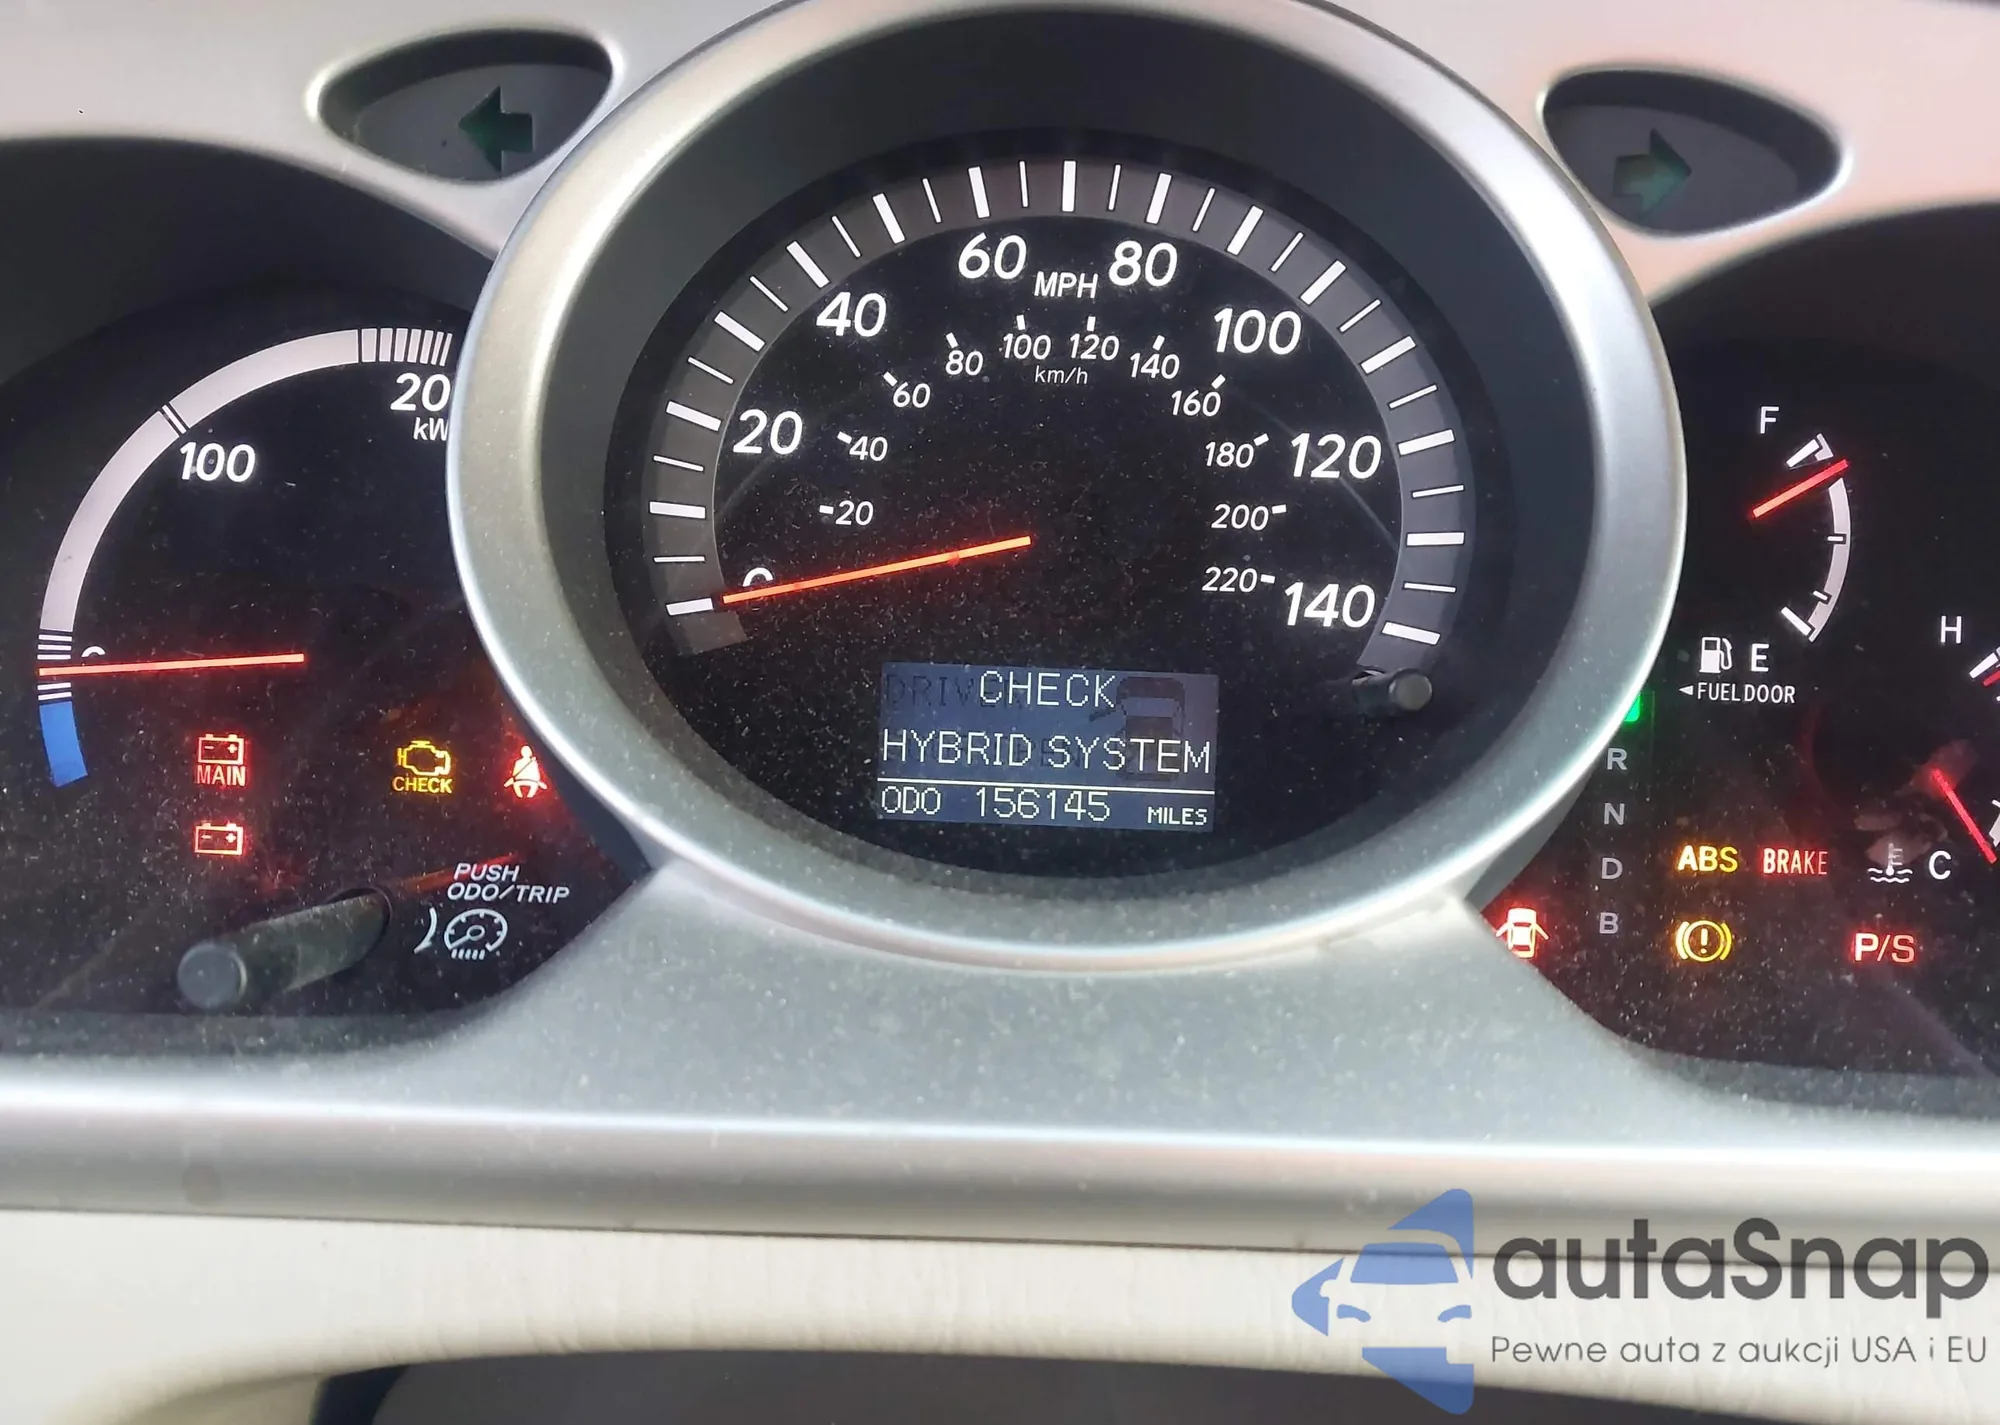 60
80
MPH
40
100
100
120
80
140
km/h
60
160
20
120
40
180
20
200
220
140
100
20
kW
F
H
E
◄FUEL DOOR
CHECK
HYBRID SYSTEM
ODO 156145 MILES
MAIN
CHECK
PUSH
ODO/TRIP
R
N
D
B
ABS
BRAKE
C
P/S
autaSnap
Pewne auta z aukcji USA i EU